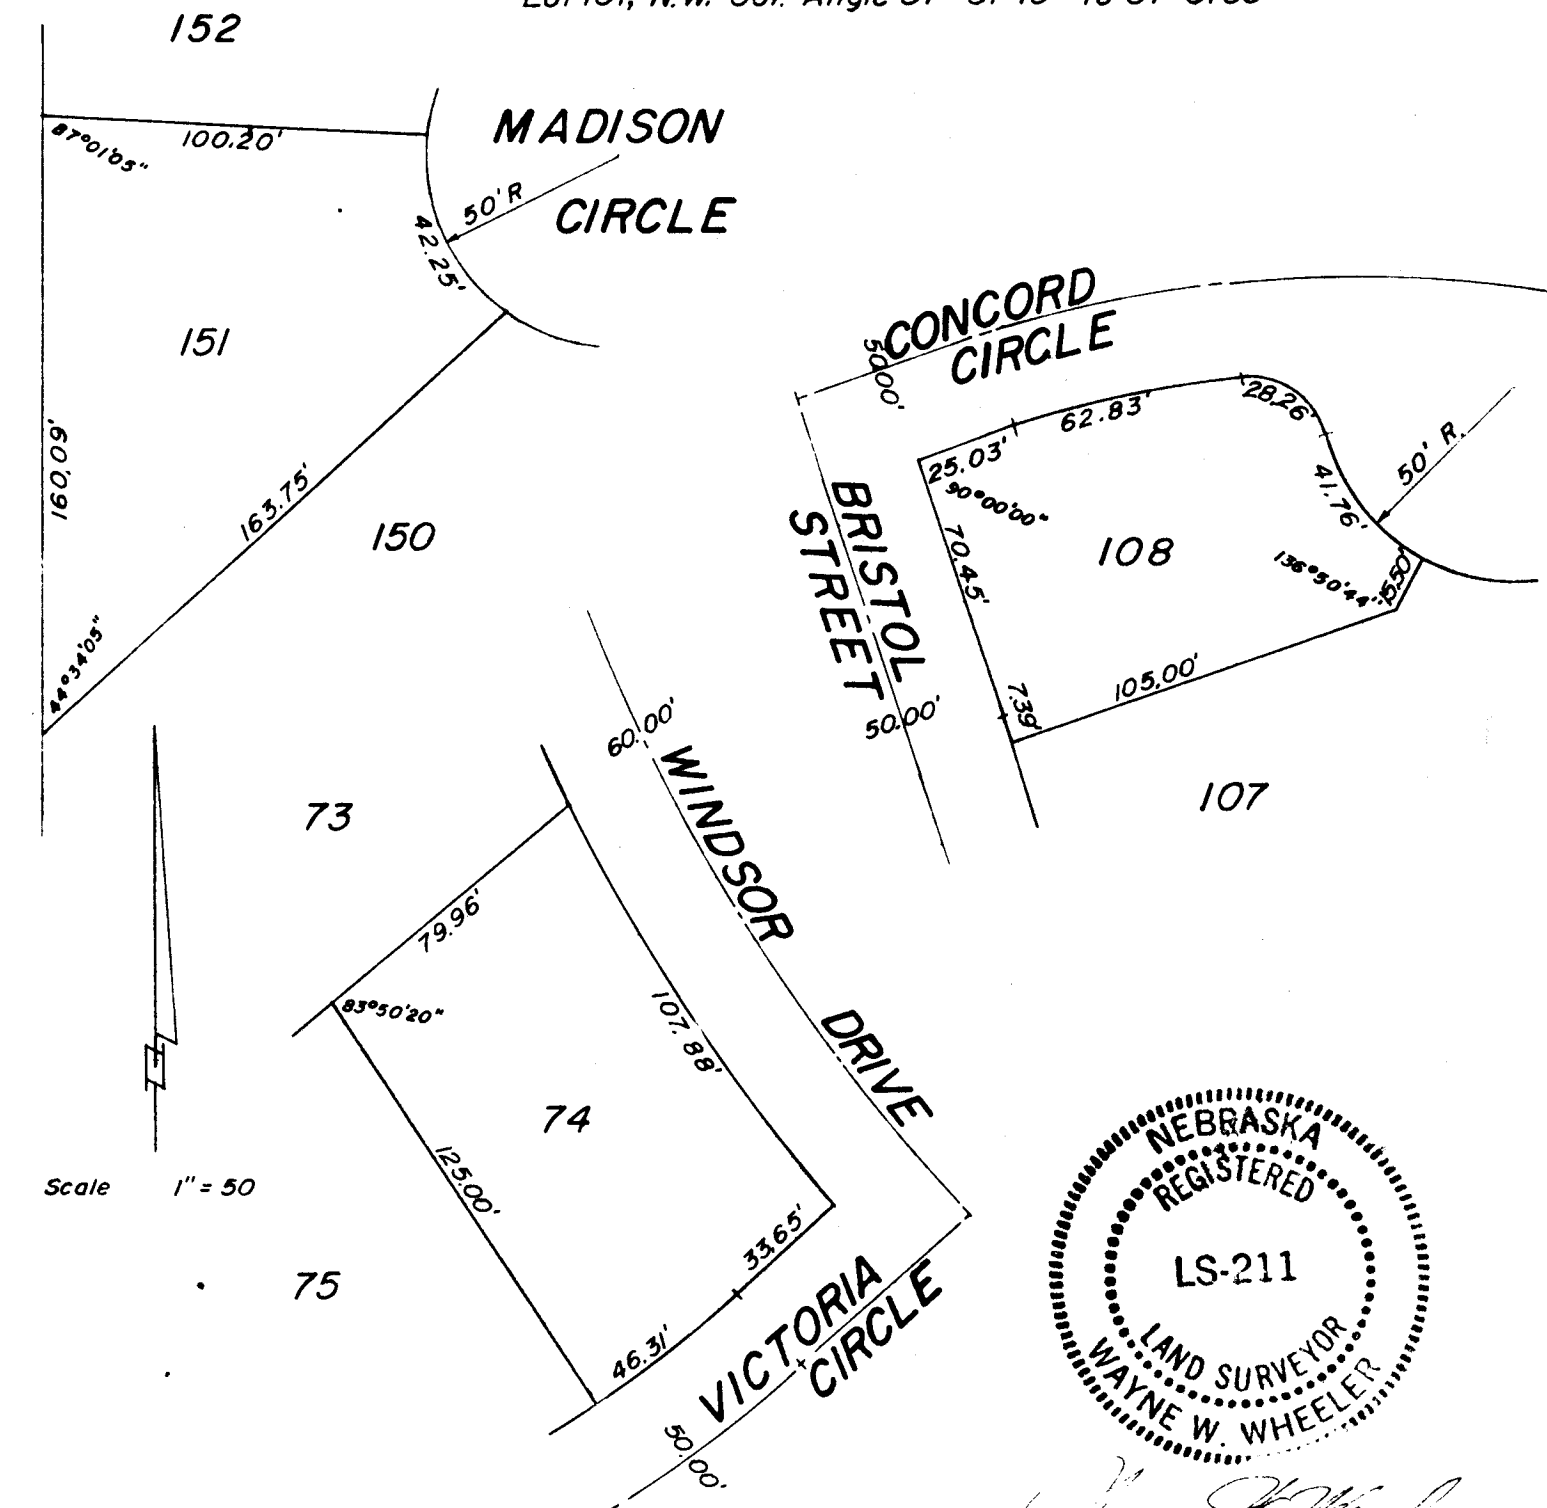 152
MADISON
CIRCLE
87°01'05"
100.20'
50' R
42.25'
151
160.09'
163.75'
44°34'05"
150
CONCORD
CIRCLE
50.00'
62.83'
28.26'
25.03'
90°00'00"
50' R.
41.76'
BRISTOL
STREET
70.45'
108
136°50'44"
15.50'
105.00'
7.39'
50.00'
107
60.00'
WINDSOR
DRIVE
73
79.96'
83°50'20"
107.88'
74
125.00'
Scale 1" = 50
33.65'
46.31'
75
VICTORIA
CIRCLE
50.00'
NEBRASKA
REGISTERED
LS-211
LAND SURVEYOR
WAYNE W. WHEELER